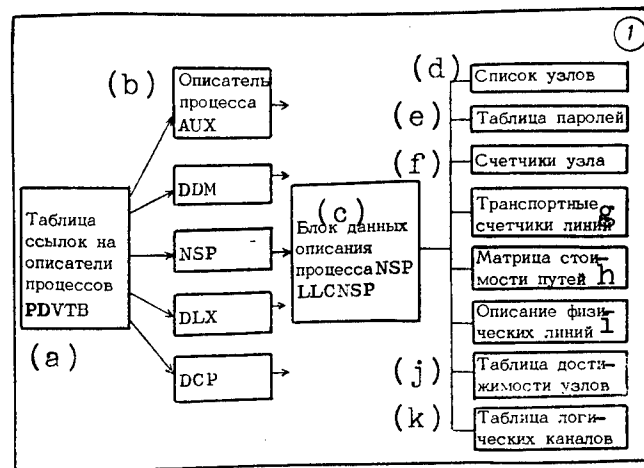 1
(b)
Описатель
процесса
AUX
DDM
NSP
DLX
DCP
Таблица
ссылок на
описатели
процессов
PDVTB
(a)
(c)
Блок данных
описания
процесса NSP
LLCNSP
(d)
Список узлов
(e)
Таблица паролей
(f)
Счетчики узла
Транспортные
счетчики линий
g
Матрица стои-
мости путей
h
Описание физи-
ческих линий
i
(j)
Таблица дости-
жимости узлов
(k)
Таблица логи-
ческих каналов